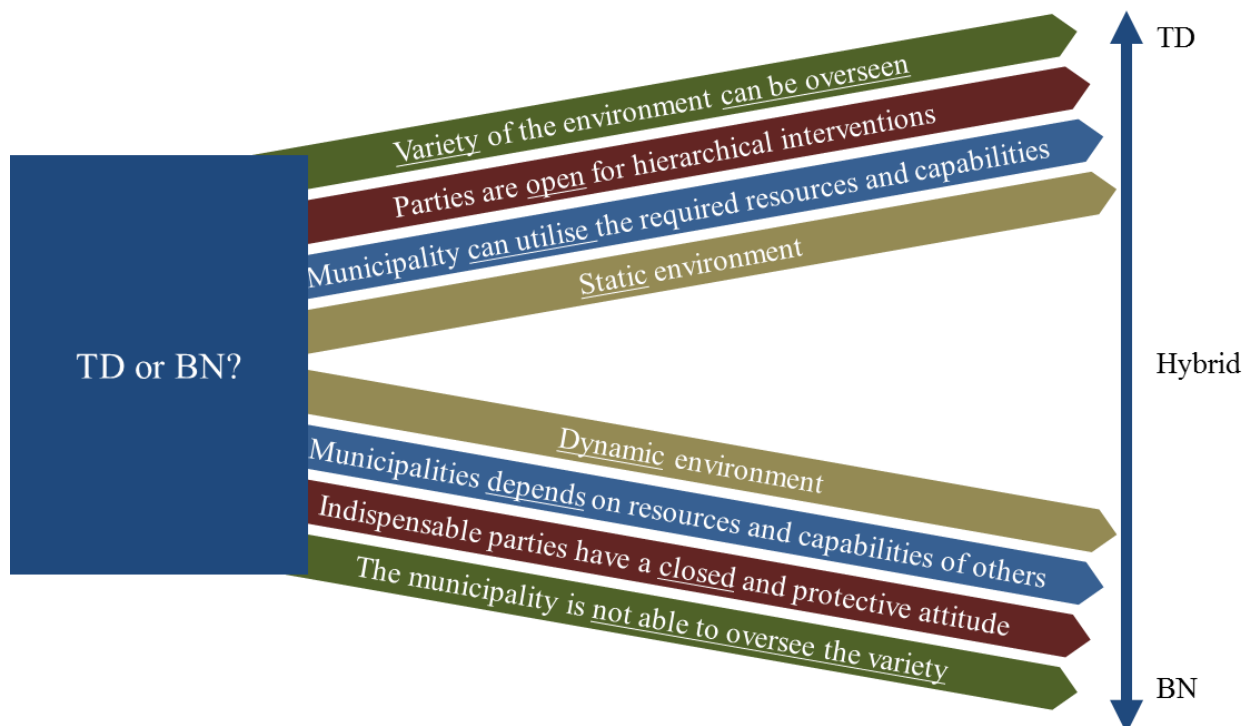 Variety of the environment can be overseen
Parties are open for hierarchical interventions
Municipality can utilise the required resources and capabilities
Static environment
TD or BN?
Dynamic environment
Municipalities depends on resources and capabilities of others
Indispensable parties have a closed and protective attitude
The municipality is not able to oversee the variety
TD
Hybrid
BN